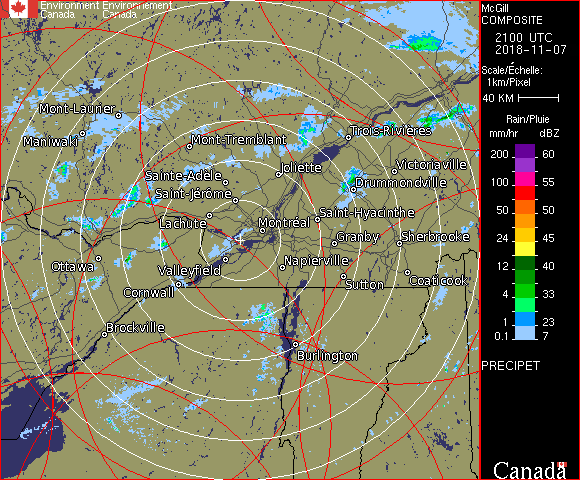 Environment Environnement
Canada Canada
McGill
COMPOSITE
2100 UTC
2018-11-07
Scale/Échelle:
1km/Pixel
40 KM
Rain/Pluie
mm/hr dBZ
200 60
100 55
50 50
24 45
12 40
4 33
1 23
0.1 7
PRECIPET
Canada
Mont-Laurier
Maniwaki
Mont-Tremblant
Trois-Rivières
Sainte-Adèle
Joliette
Victoriaville
Saint-Jérôme
Drummondville
Lachute
Montréal
Saint-Hyacinthe
Granby
Sherbrooke
Ottawa
Valleyfield
Napierville
Cornwall
Sutton
Coaticook
Brockville
Burlington